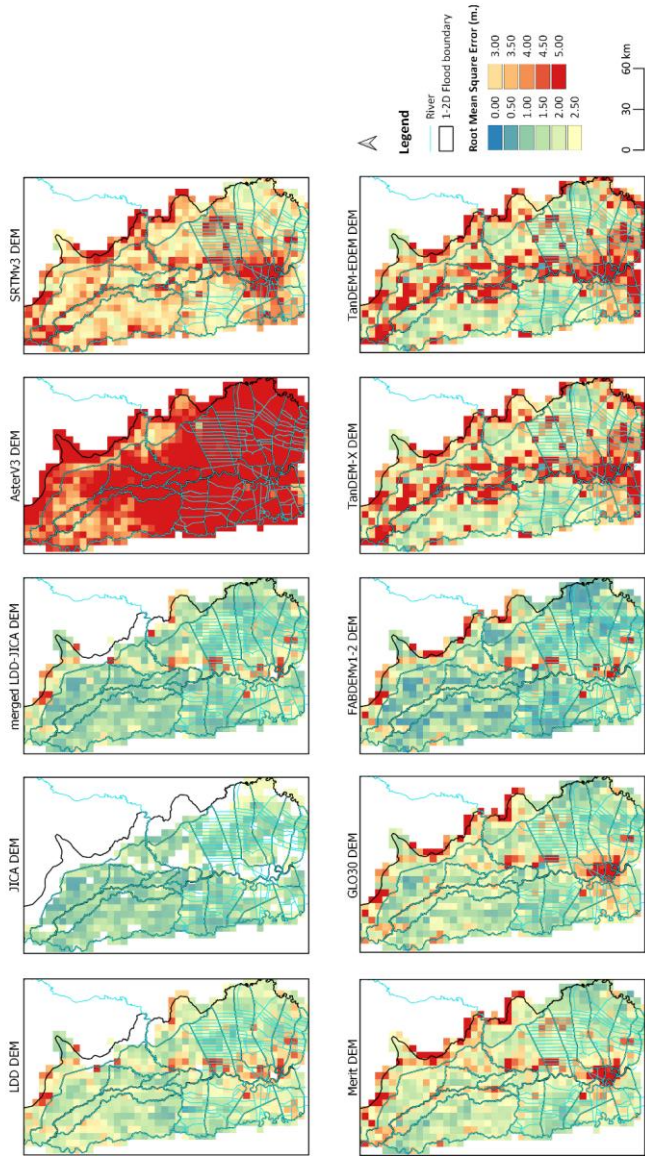 LDD DEM
JICA DEM
merged LDD-JICA DEM
AsterV3 DEM
SRTMv3 DEM
Merit DEM
GLO30 DEM
FABDEMv1-2 DEM
TanDEM-X DEM
TanDEM-EDEM DEM
Legend
River
1-2D Flood boundary
Root Mean Square Error (m.)
0.00 3.00
0.50 3.50
1.00 4.00
1.50 4.50
2.00 5.00
2.50
0 30 60 km